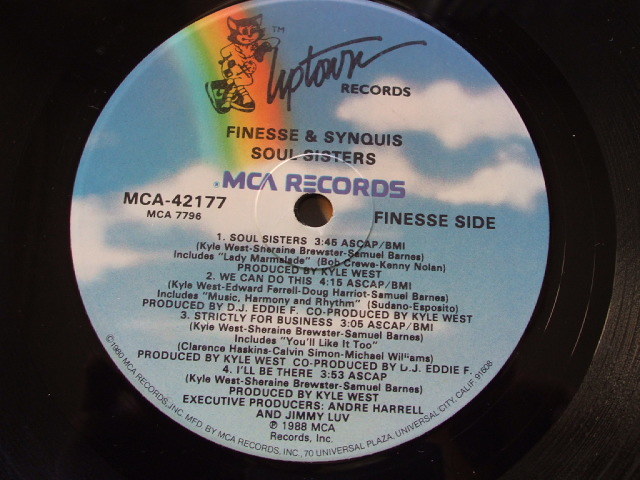 ™
Uptown
RECORDS
FINESSE & SYNQUIS
SOUL SISTERS
MCA RECORDS
MCA-42177
MCA 7796
FINESSE SIDE
1. SOUL SISTERS 3:45 ASCAP/BMI
(Kyle West-Sheraine Brewster-Samuel Barnes)
Includes "Lady Marmalade" (Bob Crewe-Kenny Nolan)
PRODUCED BY KYLE WEST
2. WE CAN DO THIS 4:15 ASCAP/BMI
(Kyle West-Edward Ferrell-Doug Harriot-Samuel Barnes)
Includes "Music, Harmony and Rhythm" (Sudano-Esposito)
PRODUCED BY D.J. EDDIE F. CO-PRODUCED BY KYLE WEST
3. STRICTLY FOR BUSINESS 3:05 ASCAP/BMI
(Kyle West-Sheraine Brewster-Samuel Barnes)
Includes "You'll Like It Too"
(Clarence Haskins-Calvin Simon-Michael Williams)
PRODUCED BY KYLE WEST CO-PRODUCED BY D.J. EDDIE F.
4. I'LL BE THERE 3:53 ASCAP
(Kyle West-Sheraine Brewster-Samuel Barnes)
PRODUCED BY KYLE WEST
EXECUTIVE PRODUCERS: ANDRE HARRELL
AND JIMMY LUV
℗ 1988 MCA
Records, Inc.
©1980 MCA RECORDS, INC. MFG. BY MCA RECORDS, INC., 70 UNIVERSAL PLAZA, UNIVERSAL CITY, CALIF. 91608